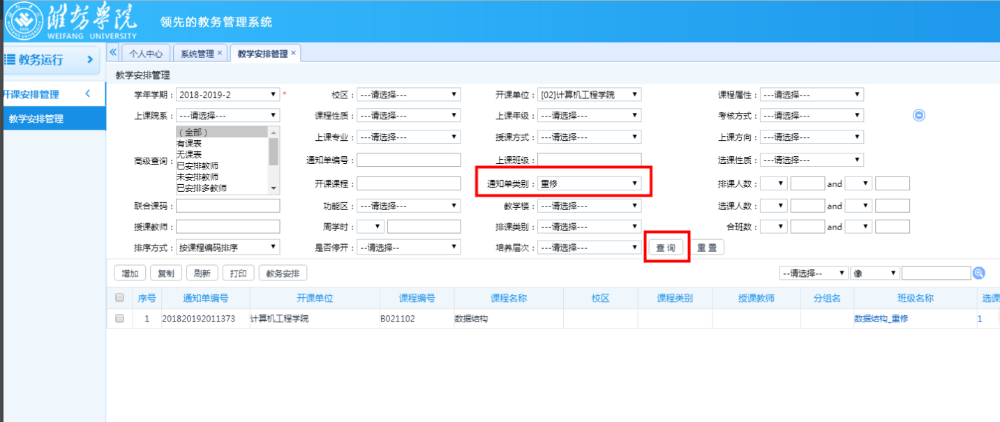 潍坊学院
WEIFANG UNIVERSITY
领先的教务管理系统
教务运行
个人中心 系统管理 × 教学安排管理 ×
教学安排管理
开课安排管理
教学安排管理
学年学期： 2018-2019-2 * 校区： ---请选择--- 开课单位： [02]计算机工程学院 课程属性： ---请选择---
上课院系： ---请选择--- 课程性质： ---请选择--- 上课年级： ---请选择--- 考核方式： ---请选择---
高级查询：
（全部）
有课表
无课表
已安排教师
未安排教师
已安排多教师
上课专业： ---请选择--- 授课方式： ---请选择--- 上课方向： ---请选择---
通知单编号： 上课班级： 选课性质： ---请选择---
开课课程： 通知单类别： 重修 排课人数： and
联合课码： 功能区： ---请选择--- 教学楼： ---请选择--- 选课人数： and
授课教师： 周学时： 排课类别： ---请选择--- 合班数： and
排序方式： 按课程编码排序 是否停开： --请选择-- 培养层次： ---请选择--- 查 询 重 置
增加 复制 刷新 打印 教务安排 --请选择-- 像
序号 通知单编号 开课单位 课程编号 课程名称 校区 课程类别 授课教师 分组名 班级名称 选课
1 201820192011373 计算机工程学院 B021102 数据结构 数据结构_重修 1